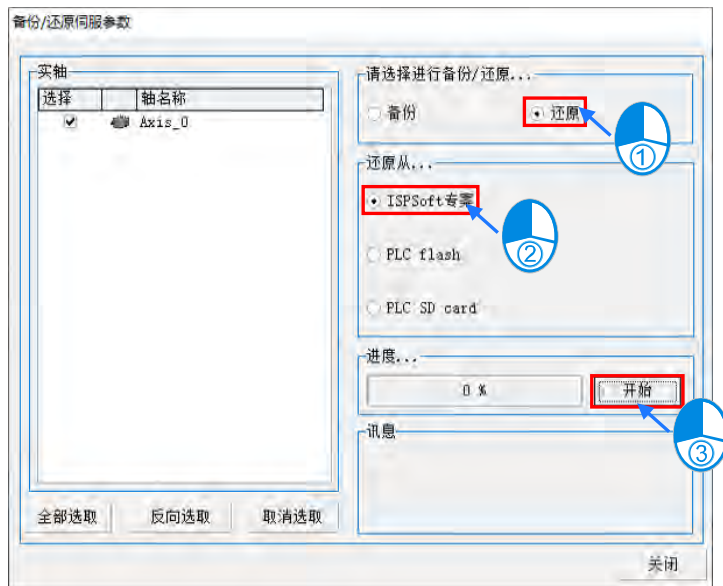 备份/还原伺服参数
实轴
选择 轴名称
Axis_0
全部选取 反向选取 取消选取
请选择进行备份/还原...
备份 还原
①
还原从...
ISPSoft专案
②
PLC flash
PLC SD card
进度...
0 % 开始
③
讯息
关闭